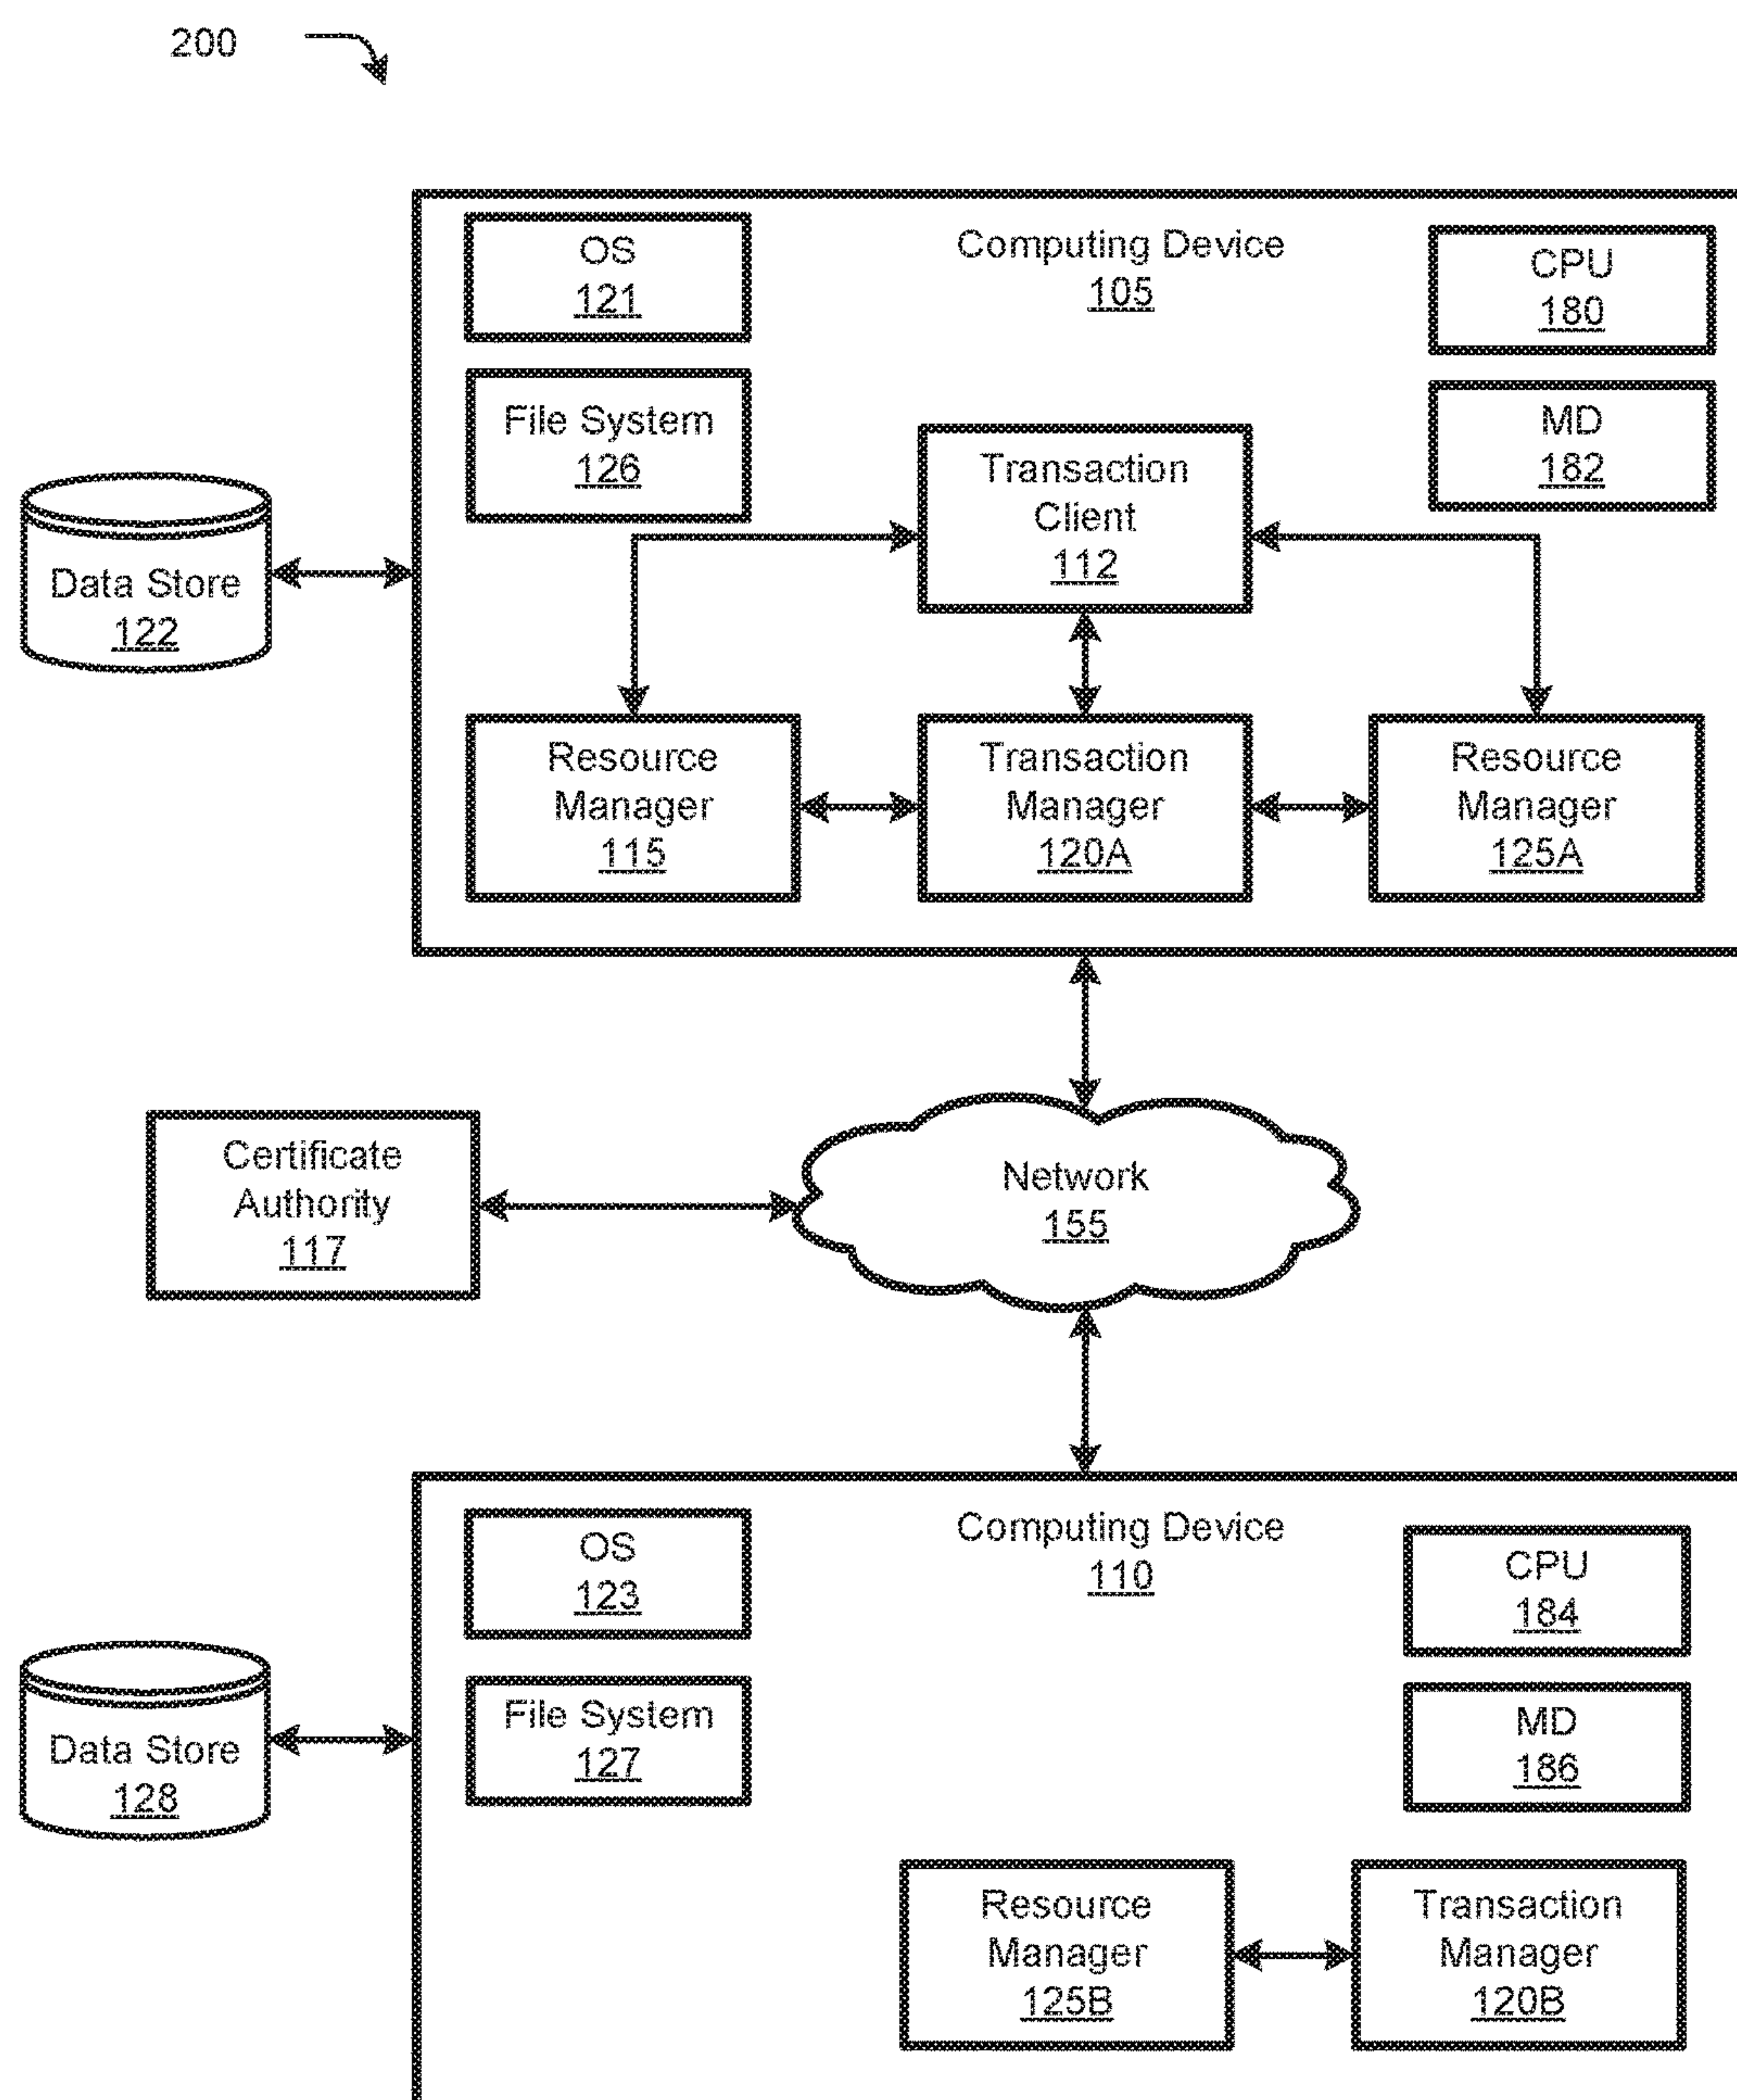 200
OS
121
Computing Device
105
CPU
180
File System
126
MD
182
Transaction
Client
112
Data Store
122
Resource
Manager
115
Transaction
Manager
120A
Resource
Manager
125A
Certificate
Authority
117
Network
155
OS
123
Computing Device
110
CPU
184
File System
127
MD
186
Data Store
128
Resource
Manager
125B
Transaction
Manager
120B